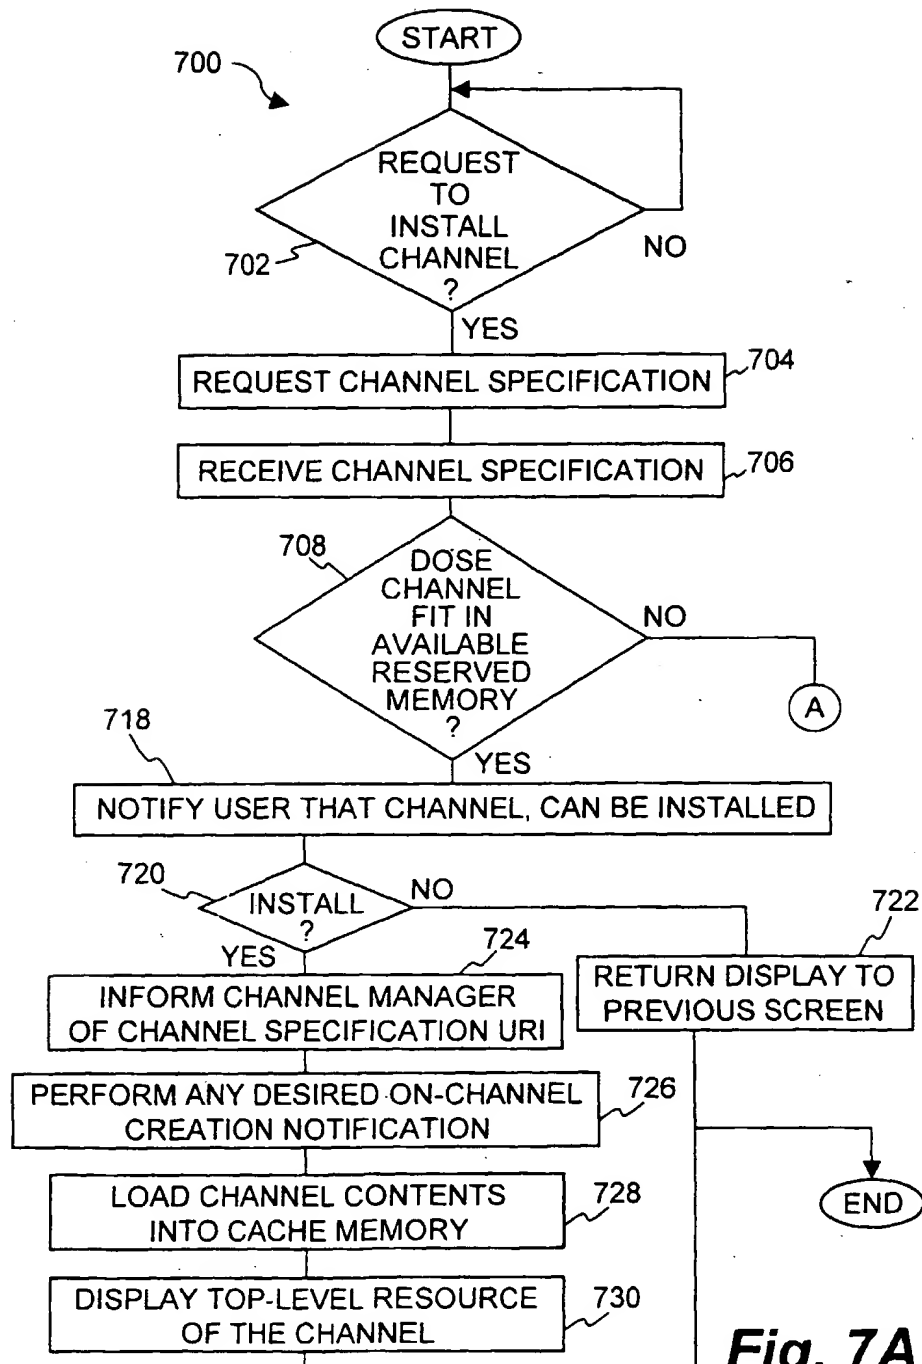 START
700
REQUEST
TO
INSTALL
CHANNEL
?
702
NO
YES
REQUEST CHANNEL SPECIFICATION
704
RECEIVE CHANNEL SPECIFICATION
706
708
DOSE
CHANNEL
FIT IN
AVAILABLE
RESERVED
MEMORY
?
NO
A
YES
718
NOTIFY USER THAT CHANNEL, CAN BE INSTALLED
720
INSTALL
?
NO
YES
722
RETURN DISPLAY TO
PREVIOUS SCREEN
724
INFORM CHANNEL MANAGER
OF CHANNEL SPECIFICATION URI
PERFORM ANY DESIRED ON-CHANNEL
CREATION NOTIFICATION
726
LOAD CHANNEL CONTENTS
INTO CACHE MEMORY
728
END
DISPLAY TOP-LEVEL RESOURCE
OF THE CHANNEL
730
Fig. 7A